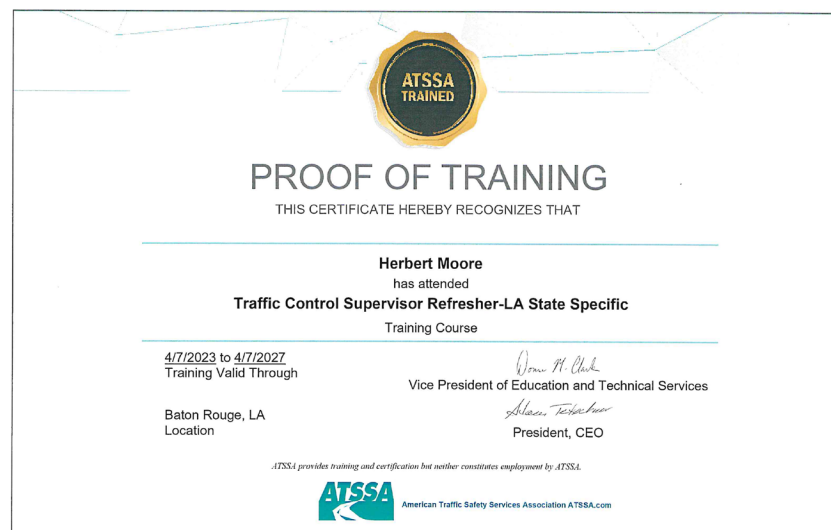 ATSSA
TRAINED
PROOF OF TRAINING
THIS CERTIFICATE HEREBY RECOGNIZES THAT
Herbert Moore
has attended
Traffic Control Supervisor Refresher-LA State Specific
Training Course
4/7/2023 to 4/7/2027
Training Valid Through
Vice President of Education and Technical Services
Baton Rouge, LA
Location
President, CEO
ATSSA provides training and certification but neither constitutes employment by ATSSA.
ATSSA
American Traffic Safety Services Association ATSSA.com